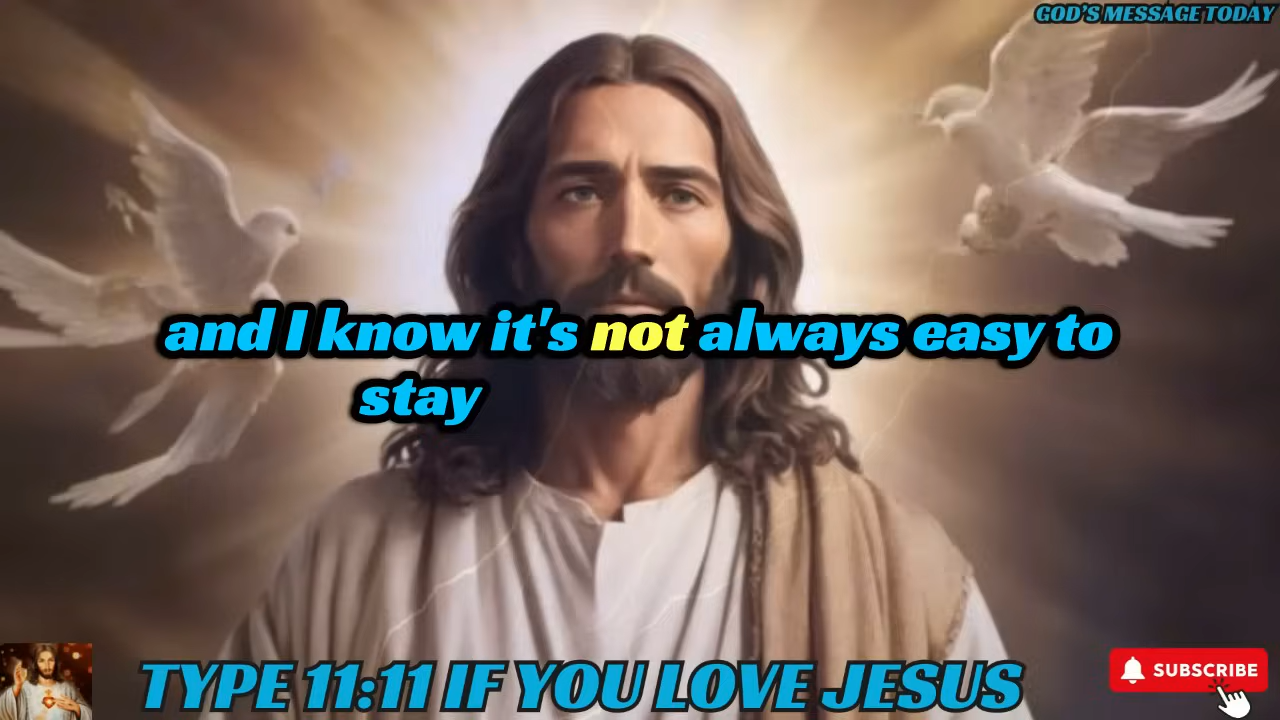 GOD'S MESSAGE TODAY
and I know it's not always easy to
stay
TYPE 11:11 IF YOU LOVE JESUS
SUBSCRIBE